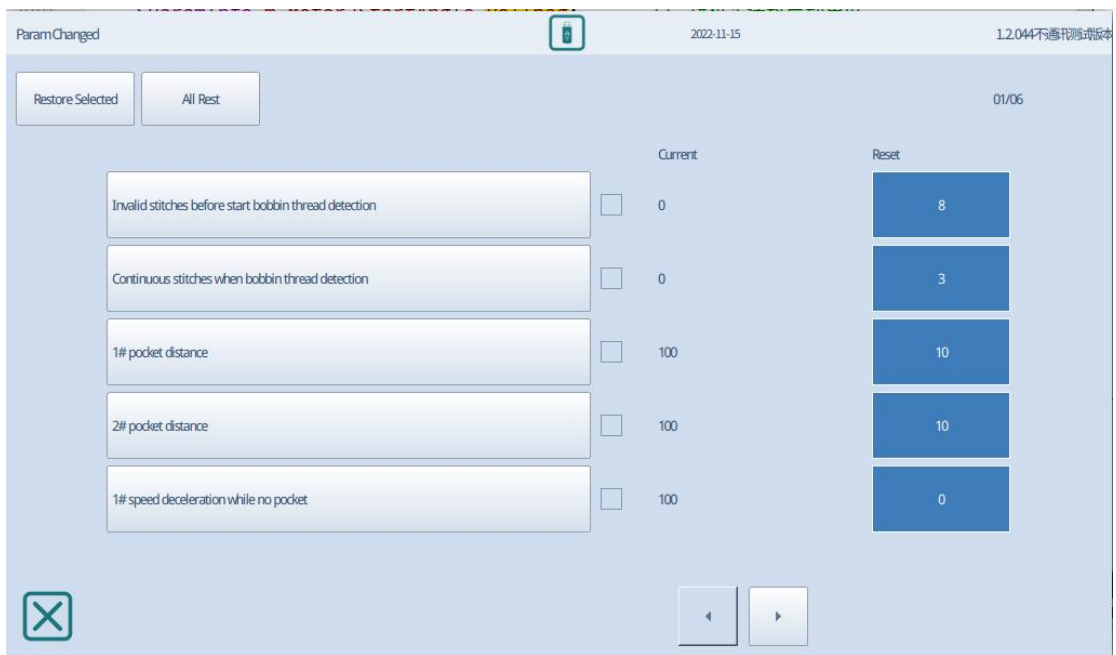 Param Changed
2022-11-15
1.2.044不通讯测试版本
Restore Selected
All Rest
01/06
Current
Reset
Invalid stitches before start bobbin thread detection
0
8
Continuous stitches when bobbin thread detection
0
3
1# pocket distance
100
10
2# pocket distance
100
10
1# speed deceleration while no pocket
100
0